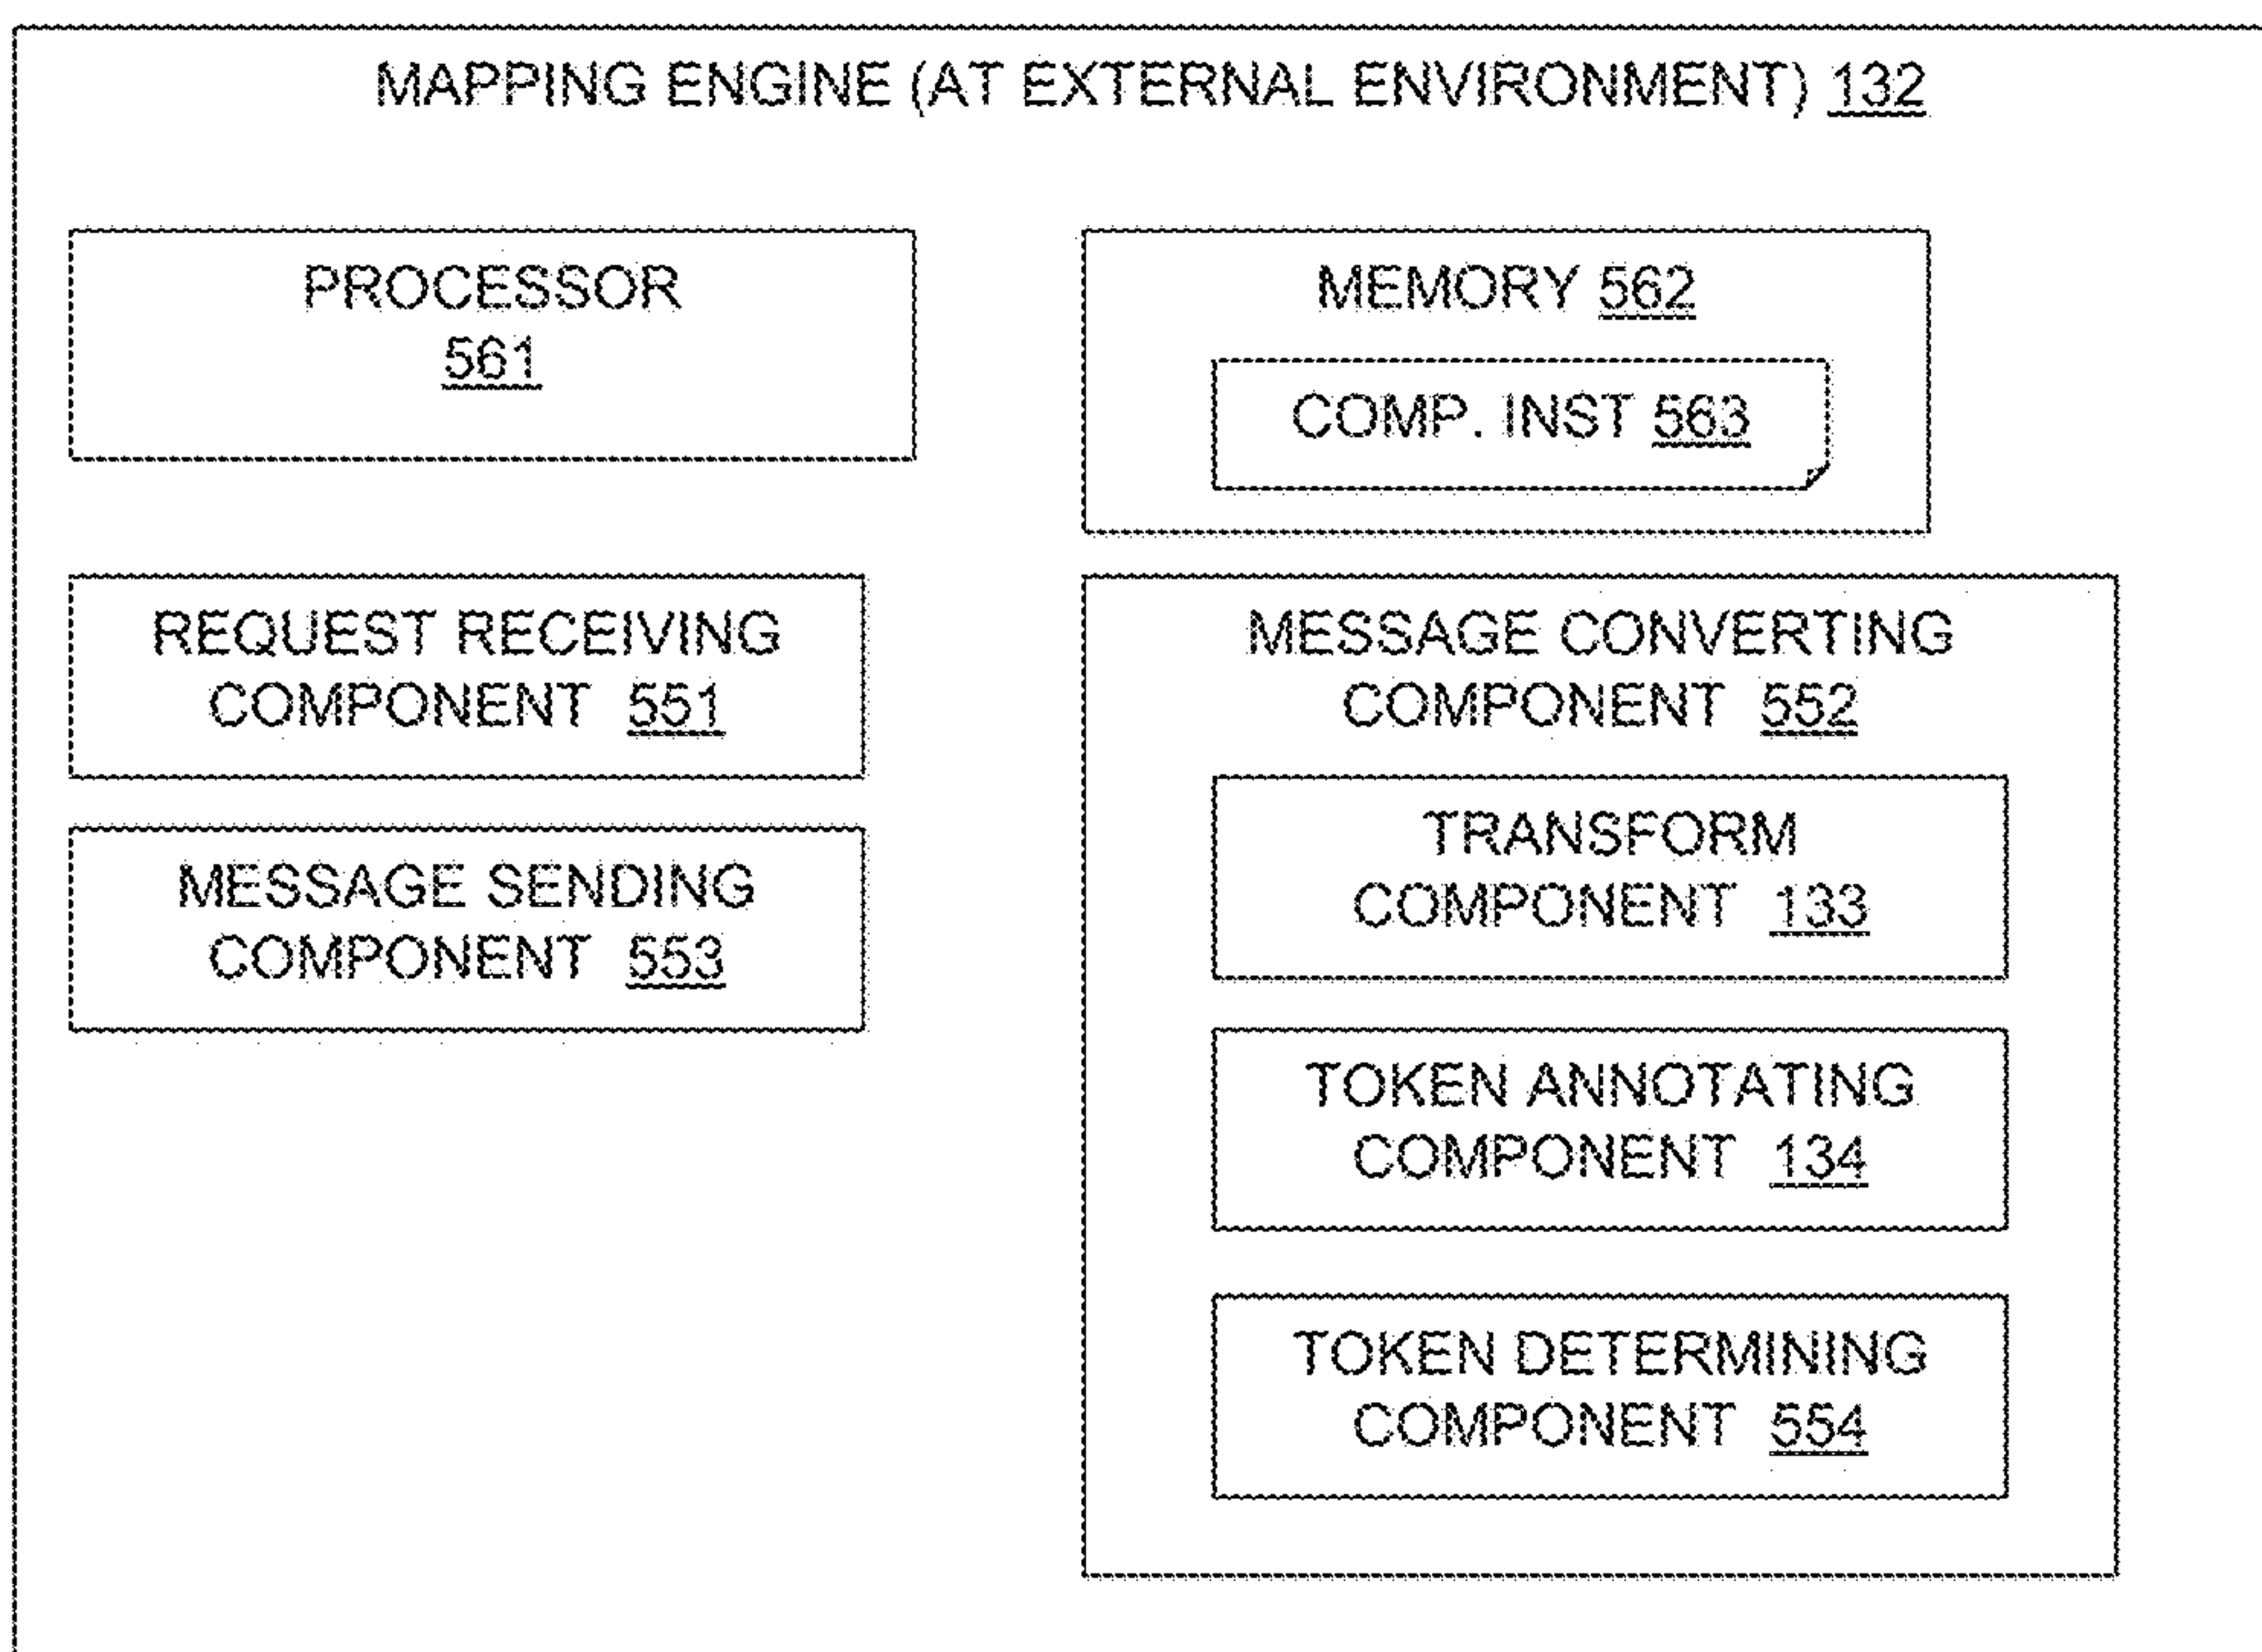 MAPPING ENGINE (AT EXTERNAL ENVIRONMENT) 132
PROCESSOR
561
MEMORY 562
COMP. INST 563
REQUEST RECEIVING
COMPONENT 551
MESSAGE SENDING
COMPONENT 553
MESSAGE CONVERTING
COMPONENT 552
TRANSFORM
COMPONENT 133
TOKEN ANNOTATING
COMPONENT 134
TOKEN DETERMINING
COMPONENT 554